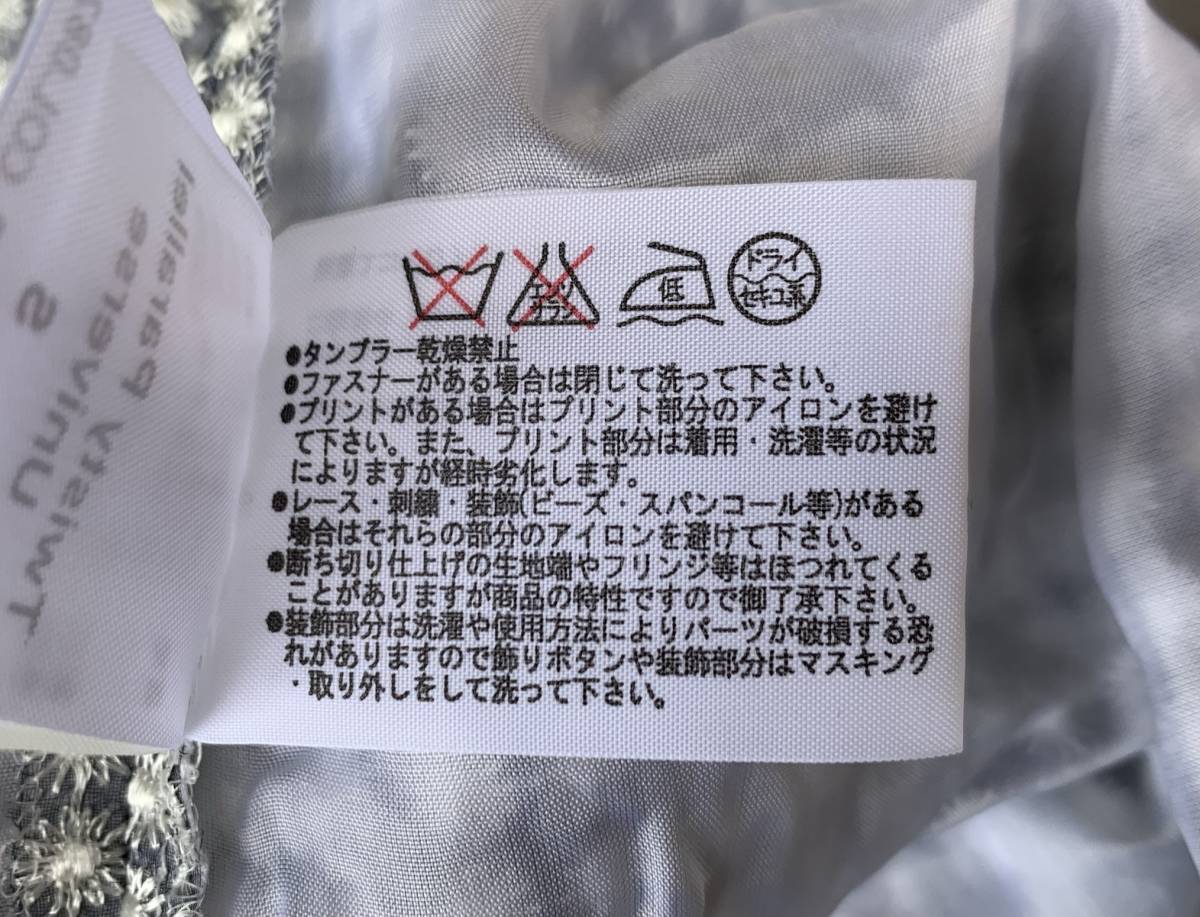 COLOR
S
Twisty parallel
Universe
エンソ
サラシ
低
ドライ
セキユ系
●タンブラー乾燥禁止
●ファスナーがある場合は閉じて洗って下さい。
●プリントがある場合はプリント部分のアイロンを避け
て下さい。また、プリント部分は着用・洗濯等の状況
によりますが経時劣化します。
●レース・刺繍・装飾(ビーズ・スパンコール等)がある
場合はそれらの部分のアイロンを避けて下さい。
●断ち切り仕上げの生地端やフリンジ等はほつれてくる
ことがありますが商品の特性ですので御了承下さい。
●装飾部分は洗濯や使用方法によりパーツが破損する恐
れがありますので飾りボタンや装飾部分はマスキング
・取り外しをして洗って下さい。